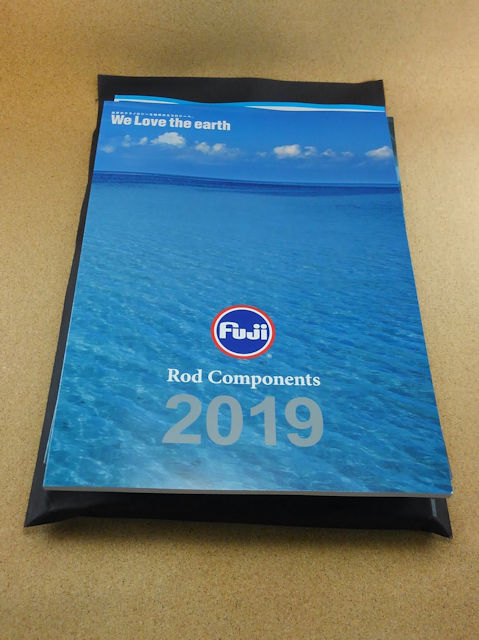 We Love the earth
Fuji
®
Rod Components
2019